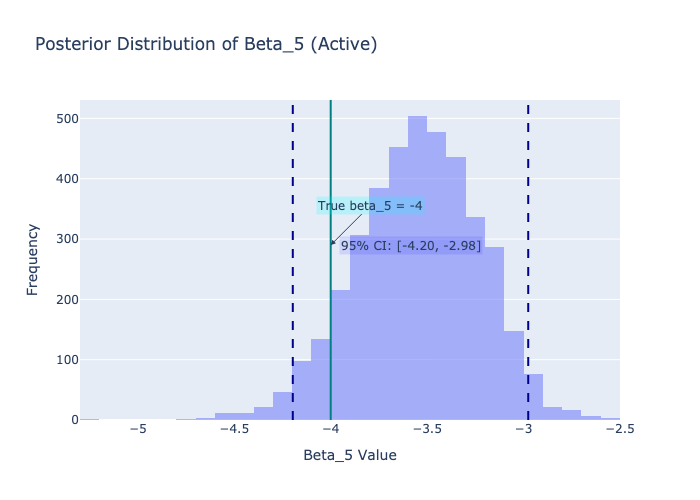 Posterior Distribution of Beta_5 (Active)
500
400
300
200
100
0
Frequency
True beta_5 = -4
95% CI: [-4.20, -2.98]
−5
−4.5
−4
−3.5
−3
−2.5
Beta_5 Value